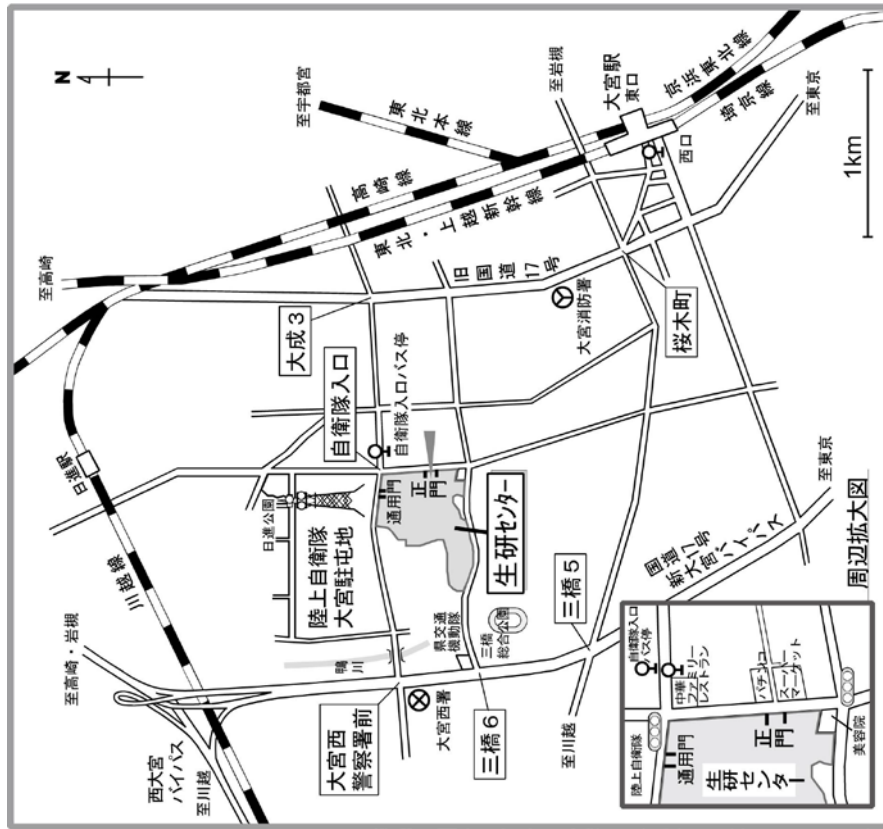 N
至宇都宮
東北本線
至岩槻
大宮駅
東口
京浜東北線
埼京線
至東京
西口
1km
高崎線
東北・上越新幹線
至高崎
旧国道17号
大成3
大宮消防署
桜木町
自衛隊入口
自衛隊入口バス停
日進駅
日進公園
通用門
正門
生研センター
陸上自衛隊
大宮駐屯地
川越線
県交通
機動隊
三橋
総合公園
三橋5
国道17号
新大宮バイパス
至東京
至高崎・岩槻
鴨川
西大宮
バイパス
至川越
大宮西
警察署前
大宮西署
三橋6
至川越
周辺拡大図
自衛隊入口
バス停
中華
ファミリー
レストラン
パチンコ
スーパー
マーケット
陸上自衛隊
通用門
正門
生研
センター
美容院